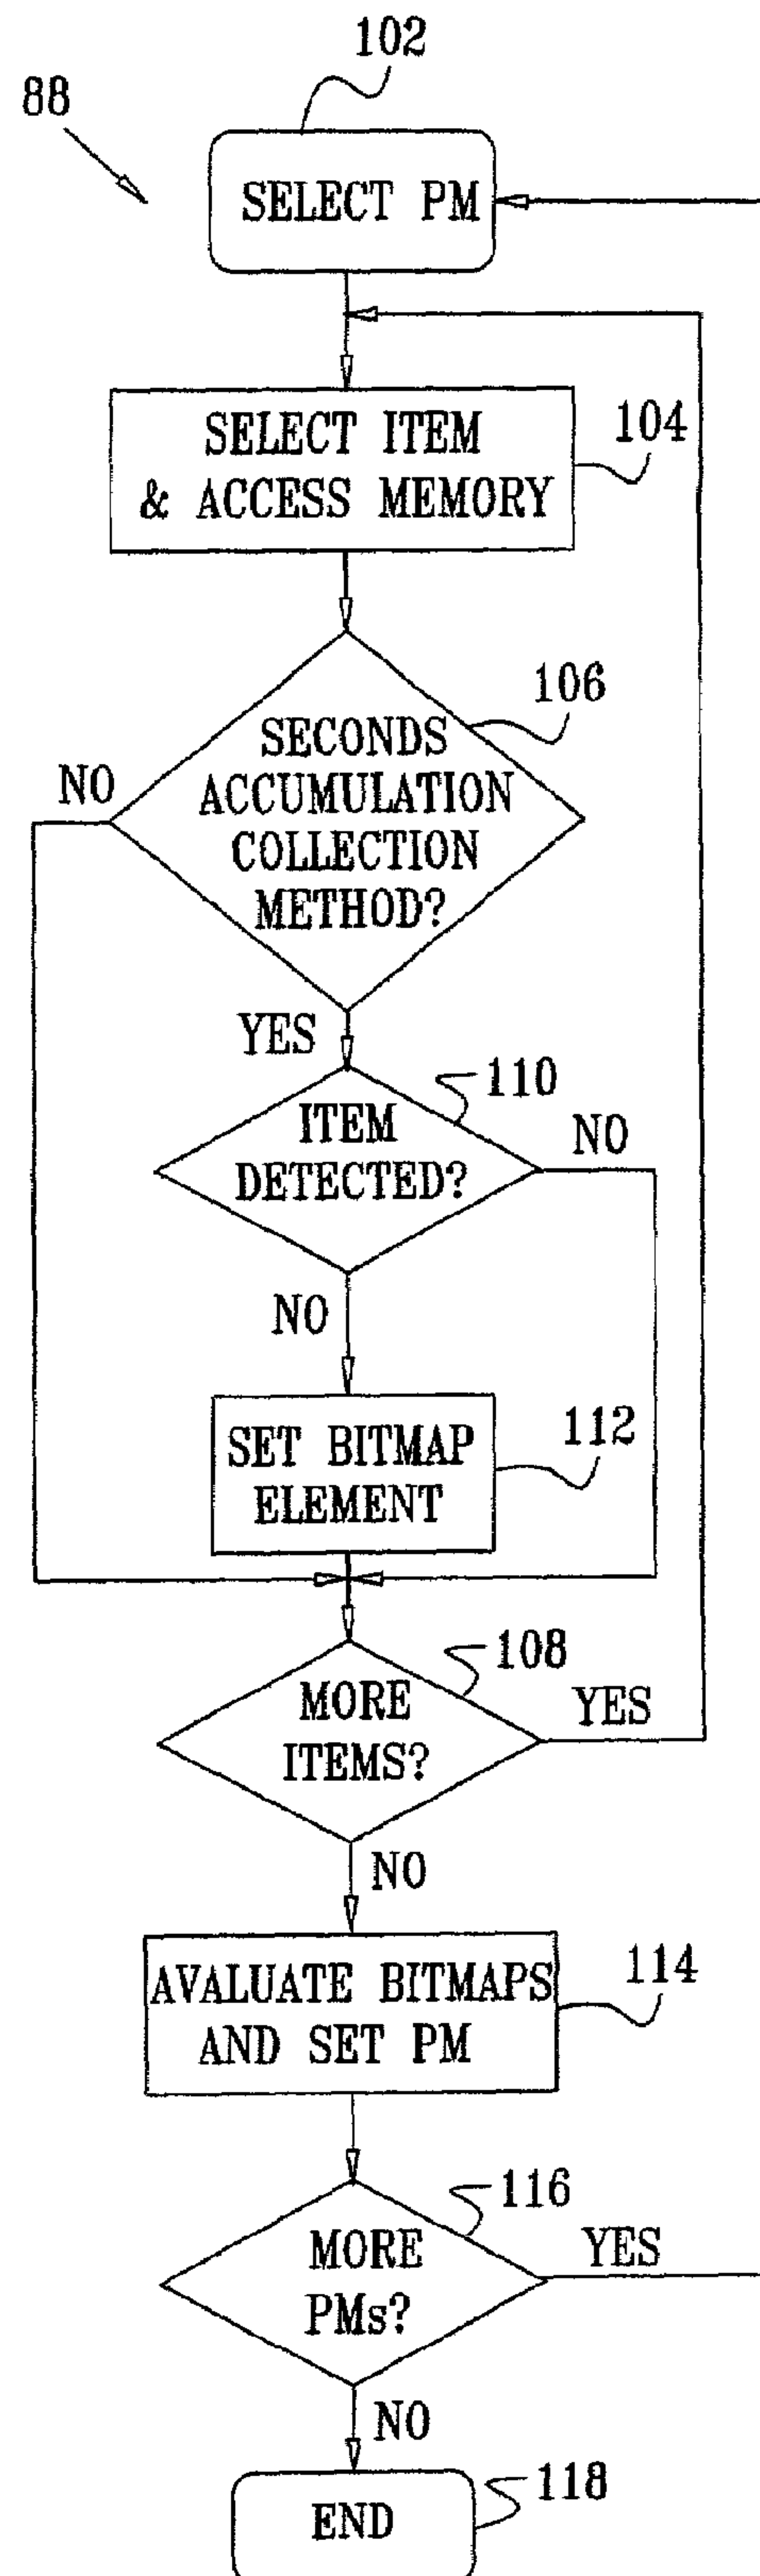 102
88
SELECT PM
SELECT ITEM
& ACCESS MEMORY
104
106
SECONDS
ACCUMULATION
COLLECTION
METHOD?
NO
YES
110
ITEM
DETECTED?
NO
NO
SET BITMAP
ELEMENT
112
108
MORE
ITEMS?
YES
NO
AVALUATE BITMAPS
AND SET PM
114
116
MORE
PMs?
YES
NO
END
118